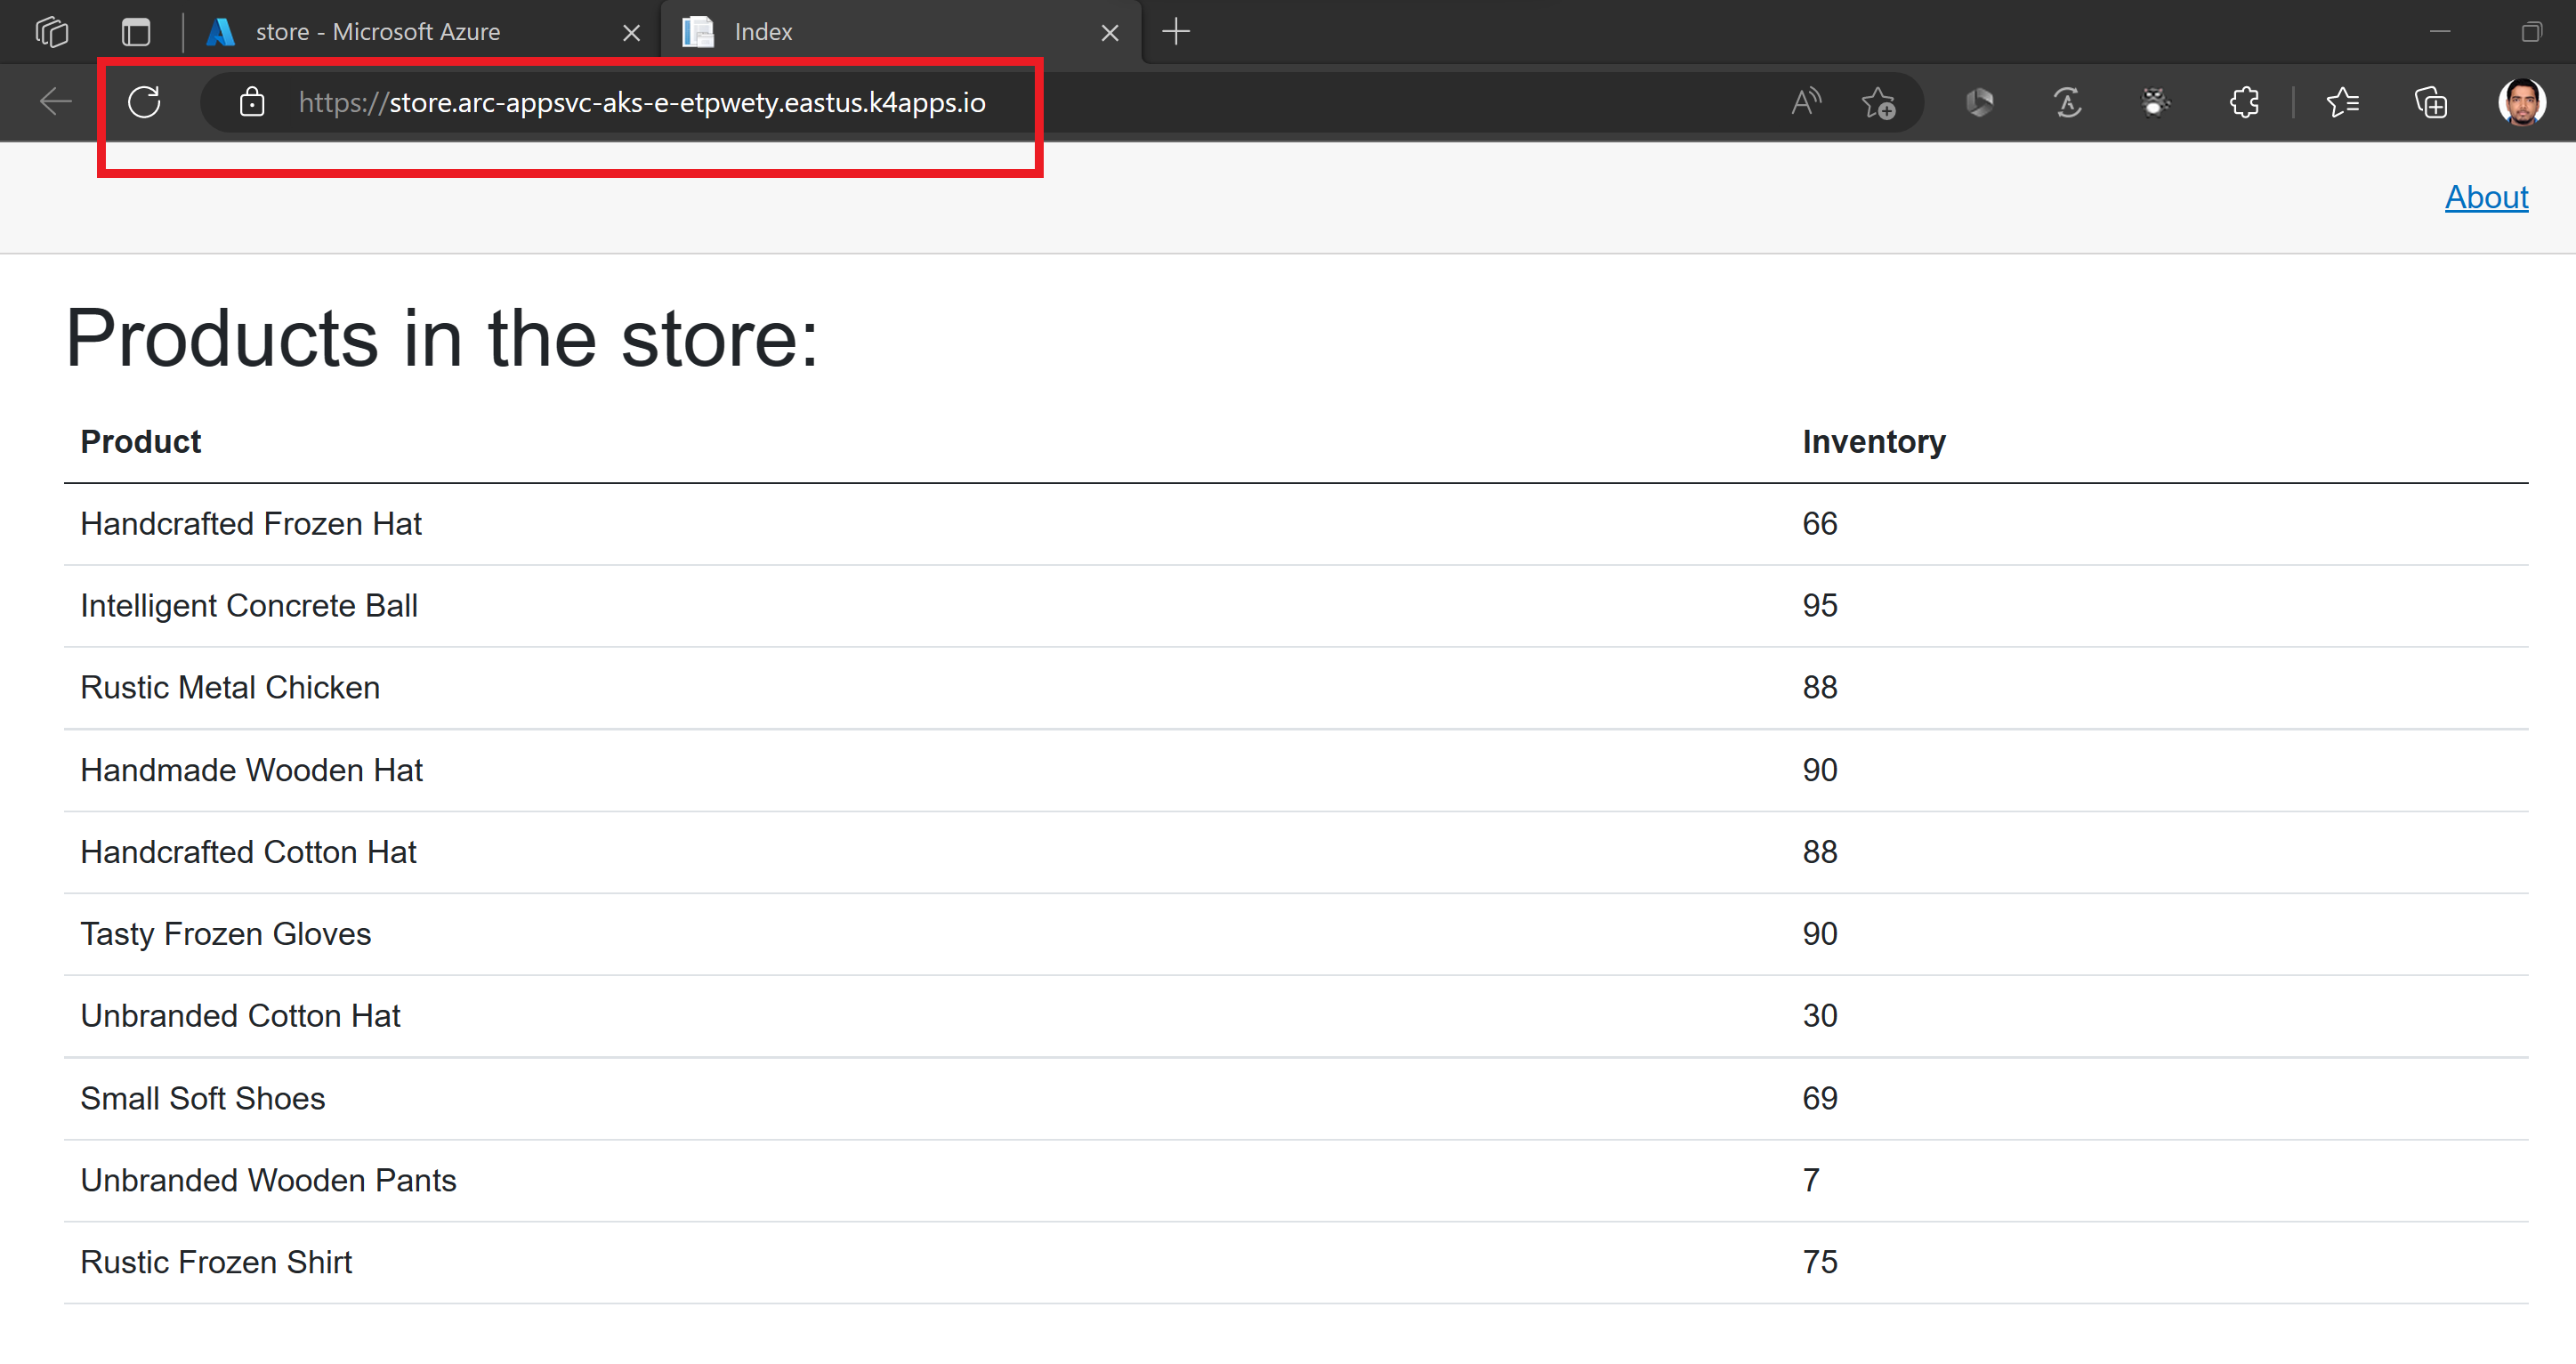 store - Microsoft Azure
Index
https://store.arc-appsvc-aks-e-etpwety.eastus.k4apps.io
About
Products in the store:
Product Inventory
Handcrafted Frozen Hat 66
Intelligent Concrete Ball 95
Rustic Metal Chicken 88
Handmade Wooden Hat 90
Handcrafted Cotton Hat 88
Tasty Frozen Gloves 90
Unbranded Cotton Hat 30
Small Soft Shoes 69
Unbranded Wooden Pants 7
Rustic Frozen Shirt 75